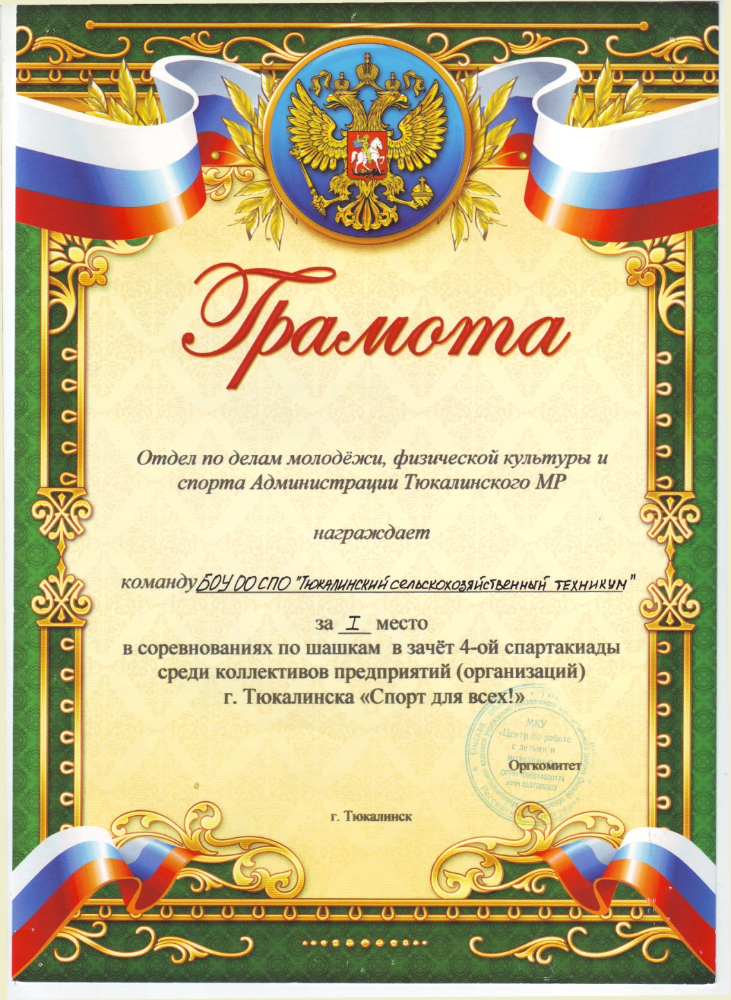 Грамота
Отдел по делам молодёжи, физической культуры и
спорта Администрации Тюкалинского МР
награждает
команду БОУ ОО СПО "Тюкалинский сельскохозяйственный техникум"
за I место
в соревнованиях по шашкам в зачёт 4-ой спартакиады
среди коллективов предприятий (организаций)
г. Тюкалинска «Спорт для всех!»
МКУ
«Центр по работе
с детьми и
молодежью»
Оргкомитет
ОГРН 1095514000174
ИНН 5537009303
г. Тюкалинск